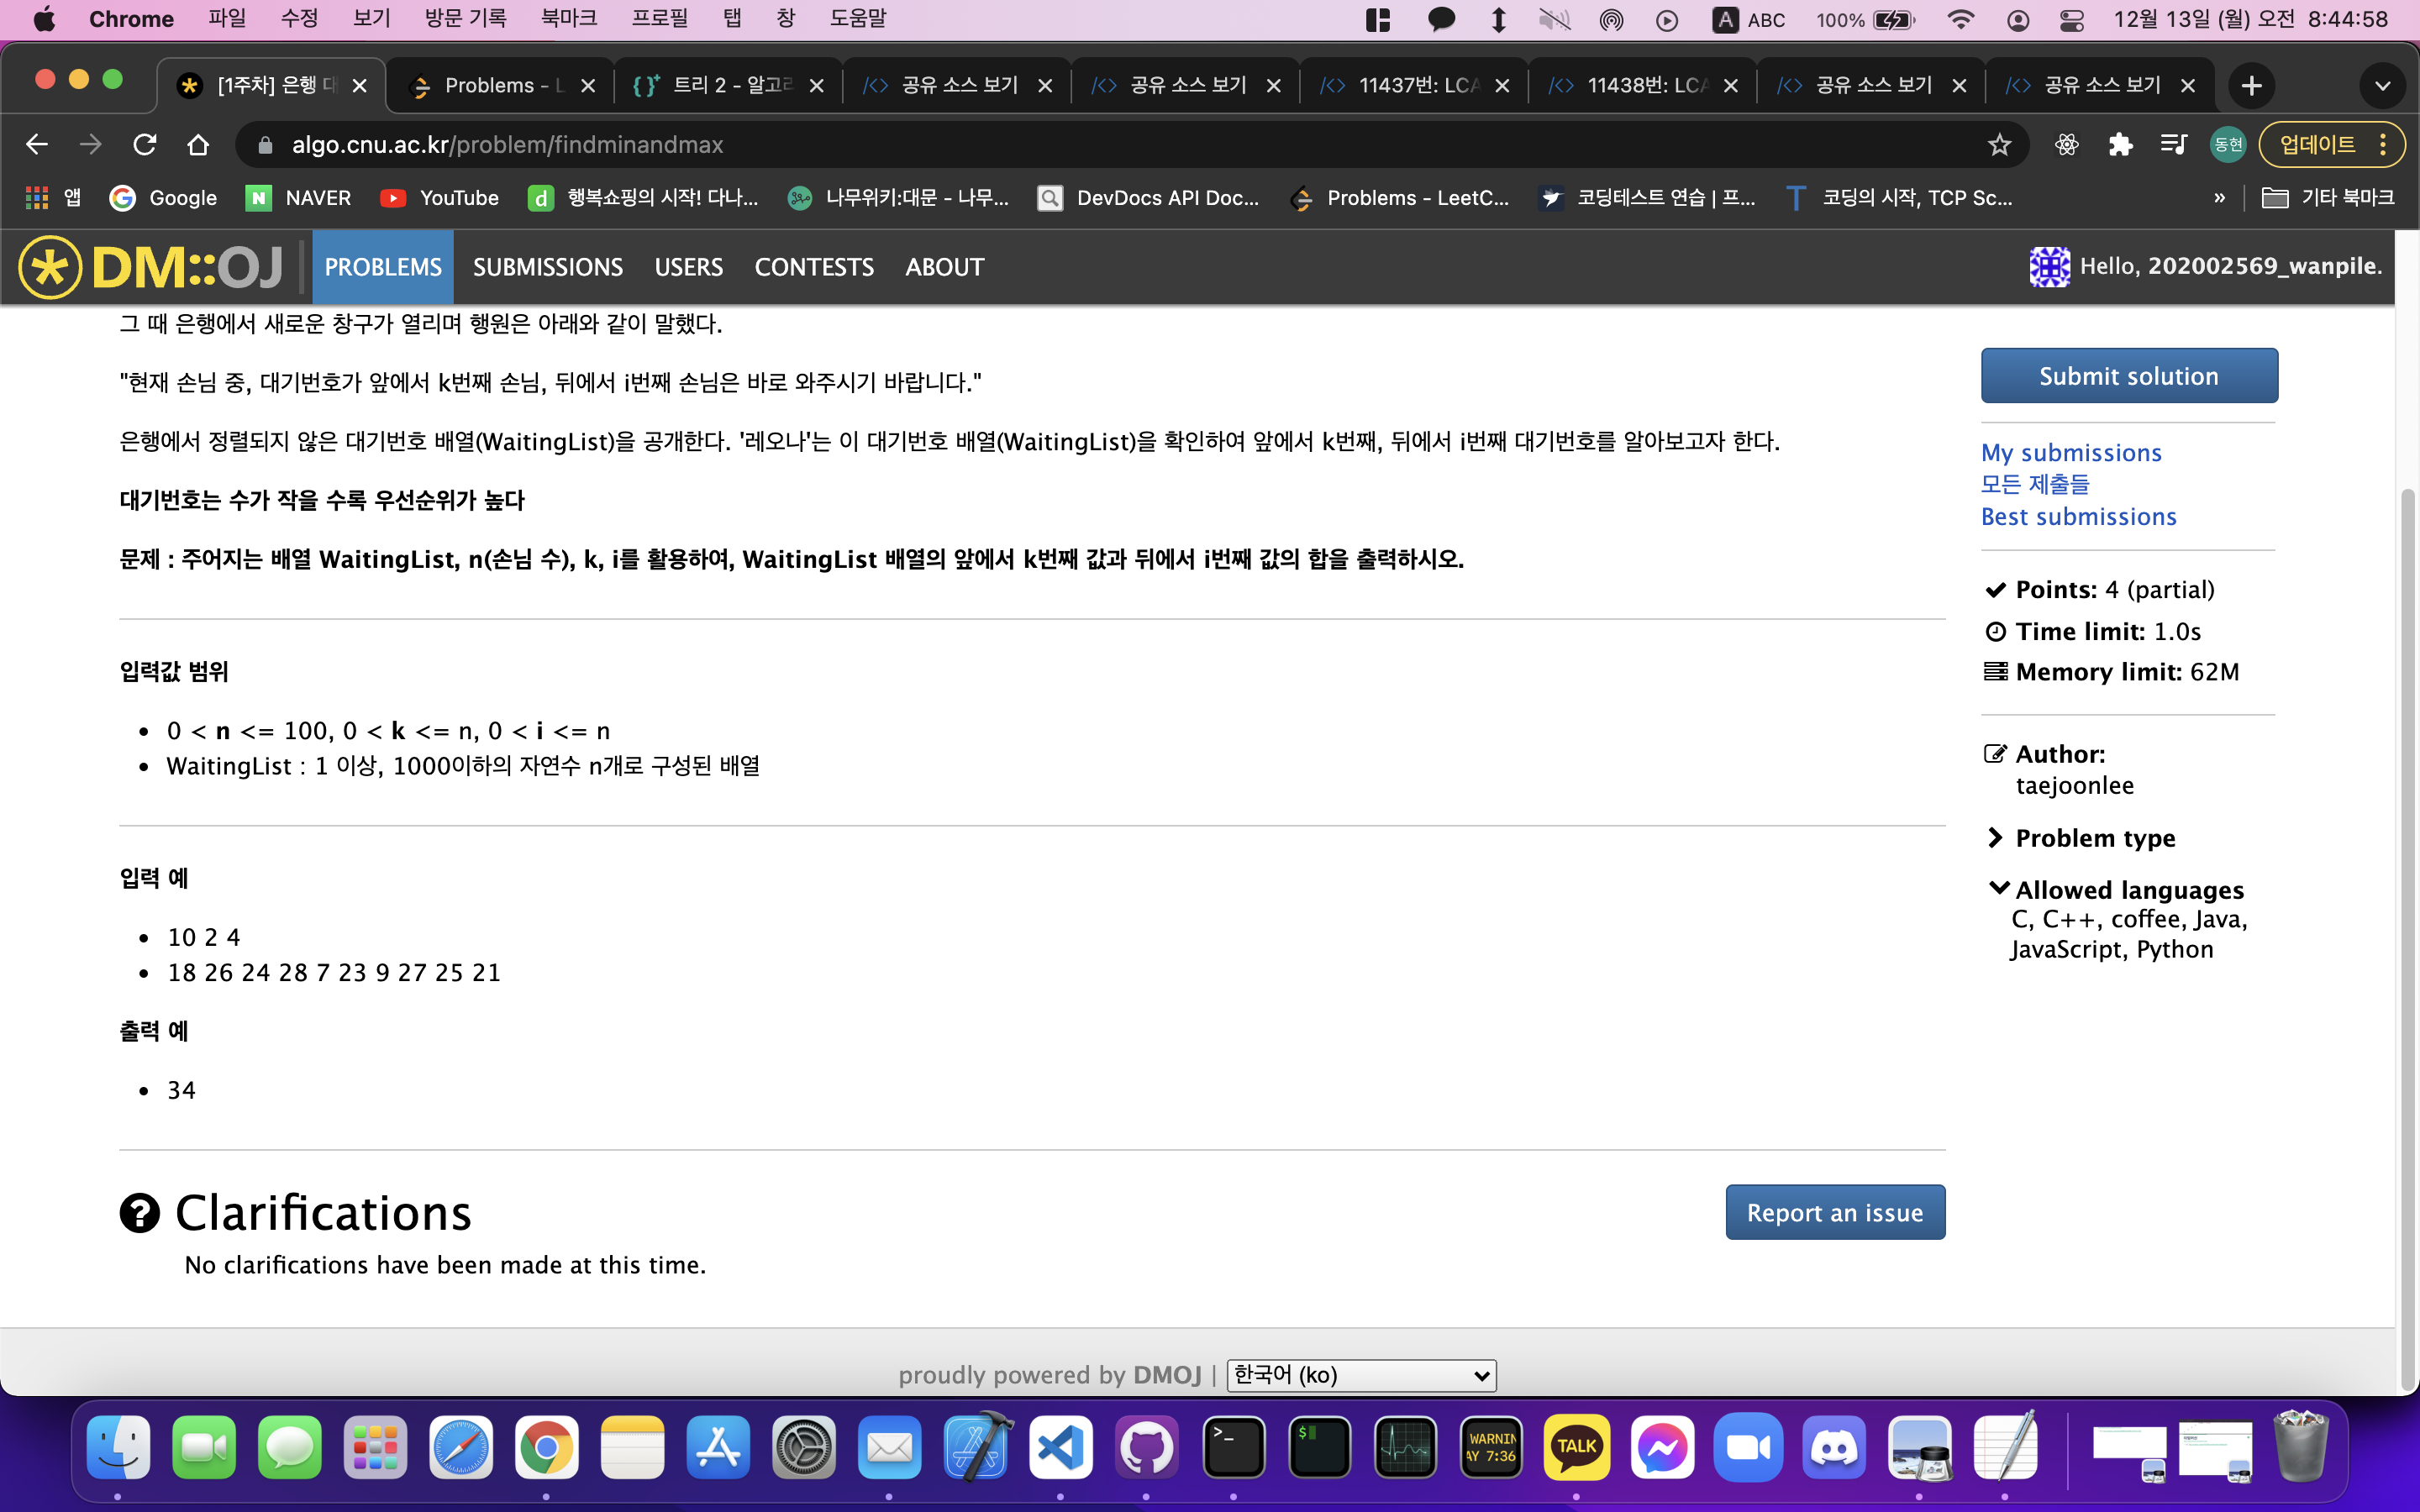 Chrome 파일 수정 보기 방문 기록 북마크 프로필 탭 창 도움말 A ABC 100% 12월 13일 (월) 오전 8:44:58
[1주차] 은행 대 Problems - L 트리 2 - 알고리 공유 소스 보기 공유 소스 보기 11437번: LCA 11438번: LCA 공유 소스 보기 공유 소스 보기
algo.cnu.ac.kr/problem/findminandmax 동현 업데이트
앱 Google NAVER YouTube 행복쇼핑의 시작! 다나... 나무위키:대문 - 나무... DevDocs API Doc... Problems - LeetC... 코딩테스트 연습 | 프... 코딩의 시작, TCP Sc... » 기타 북마크
DM::OJ PROBLEMS SUBMISSIONS USERS CONTESTS ABOUT Hello, 202002569_wanpile.
그 때 은행에서 새로운 창구가 열리며 행원은 아래와 같이 말했다.
"현재 손님 중, 대기번호가 앞에서 k번째 손님, 뒤에서 i번째 손님은 바로 와주시기 바랍니다."
은행에서 정렬되지 않은 대기번호 배열(WaitingList)을 공개한다. '레오나'는 이 대기번호 배열(WaitingList)을 확인하여 앞에서 k번째, 뒤에서 i번째 대기번호를 알아보고자 한다.
대기번호는 수가 작을 수록 우선순위가 높다
문제 : 주어지는 배열 WaitingList, n(손님 수), k, i를 활용하여, WaitingList 배열의 앞에서 k번째 값과 뒤에서 i번째 값의 합을 출력하시오.
입력값 범위
• 0 < n <= 100, 0 < k <= n, 0 < i <= n
• WaitingList : 1 이상, 1000이하의 자연수 n개로 구성된 배열
입력 예
• 10 2 4
• 18 26 24 28 7 23 9 27 25 21
출력 예
• 34
Clarifications
Report an issue
No clarifications have been made at this time.
Submit solution
My submissions
모든 제출들
Best submissions
Points: 4 (partial)
Time limit: 1.0s
Memory limit: 62M
Author:
taejoonlee
Problem type
Allowed languages
C, C++, coffee, Java,
JavaScript, Python
proudly powered by DMOJ | 한국어 (ko)
WARNIN
AY 7:36
TALK